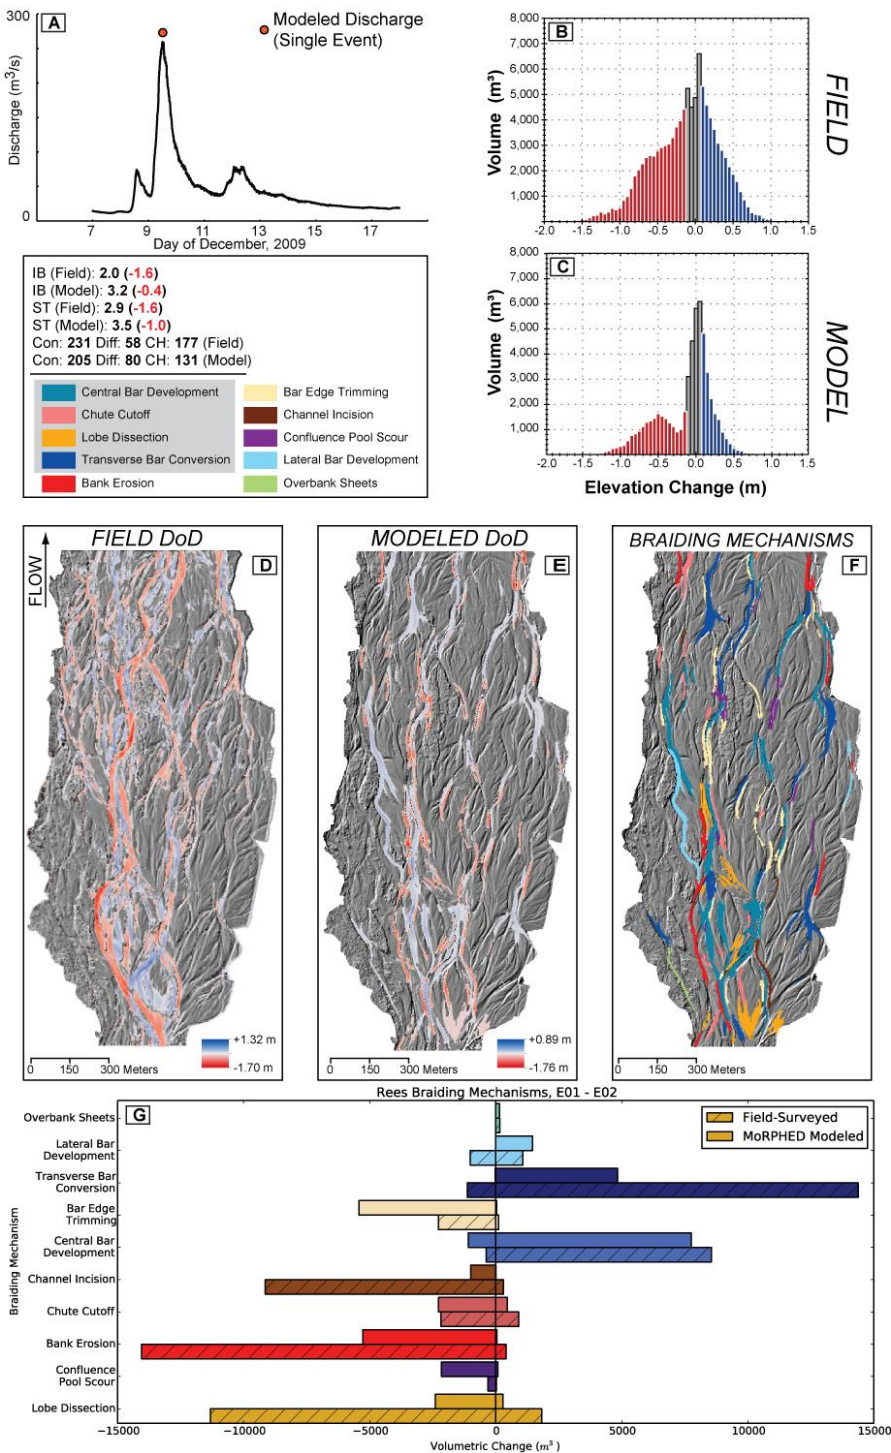 A
Modeled Discharge
(Single Event)
300
0
Discharge (m³/s)
7 9 11 13 15 17
Day of December, 2009
B
FIELD
Volume (m³)
8,000
7,000
6,000
5,000
4,000
3,000
2,000
1,000
-2.0 -1.5 -1.0 -0.5 0.0 0.5 1.0 1.5
C
MODEL
Volume (m³)
8,000
7,000
6,000
5,000
4,000
3,000
2,000
1,000
-2.0 -1.5 -1.0 -0.5 0.0 0.5 1.0 1.5
Elevation Change (m)
IB (Field): 2.0 (-1.6)
IB (Model): 3.2 (-0.4)
ST (Field): 2.9 (-1.6)
ST (Model): 3.5 (-1.0)
Con: 231 Diff: 58 CH: 177 (Field)
Con: 205 Diff: 80 CH: 131 (Model)
Central Bar Development
Chute Cutoff
Lobe Dissection
Transverse Bar Conversion
Bank Erosion
Bar Edge Trimming
Channel Incision
Confluence Pool Scour
Lateral Bar Development
Overbank Sheets
FIELD DoD
D
FLOW
+1.32 m
-1.70 m
0 150 300 Meters
MODELED DoD
E
+0.89 m
-1.76 m
0 150 300 Meters
BRAIDING MECHANISMS
F
0 150 300 Meters
Rees Braiding Mechanisms, E01 - E02
G
Field-Surveyed
MoRPHED Modeled
Braiding Mechanism
Overbank Sheets
Lateral Bar
Development
Transverse Bar
Conversion
Bar Edge
Trimming
Central Bar
Development
Channel Incision
Chute Cutoff
Bank Erosion
Confluence
Pool Scour
Lobe Dissection
−15000 −10000 −5000 0 5000 10000 15000
Volumetric Change (m³)